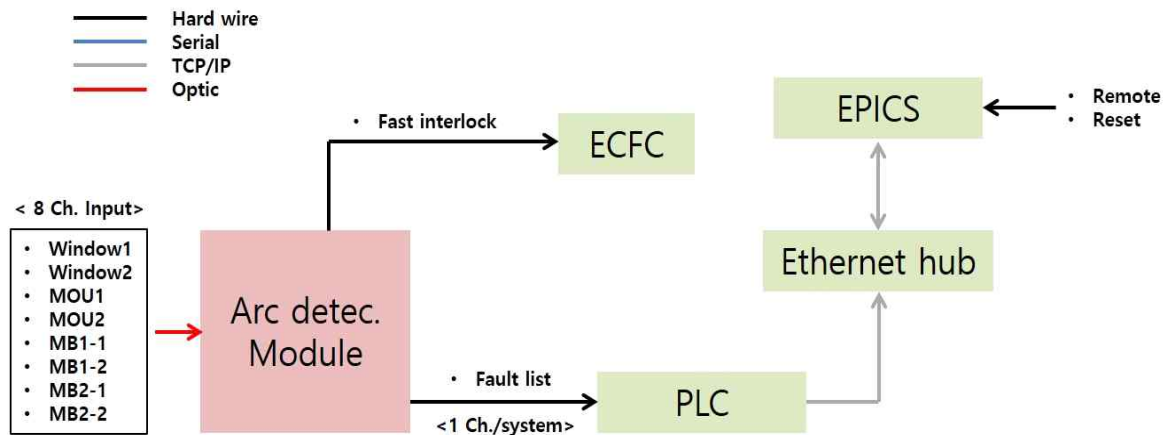 Hard wire
Serial
TCP/IP
Optic
• Fast interlock
ECFC
EPICS
• Remote
• Reset
< 8 Ch. Input>
• Window1
• Window2
• MOU1
• MOU2
• MB1-1
• MB1-2
• MB2-1
• MB2-2
Arc detec.
Module
Ethernet hub
• Fault list
<1 Ch./system>
PLC